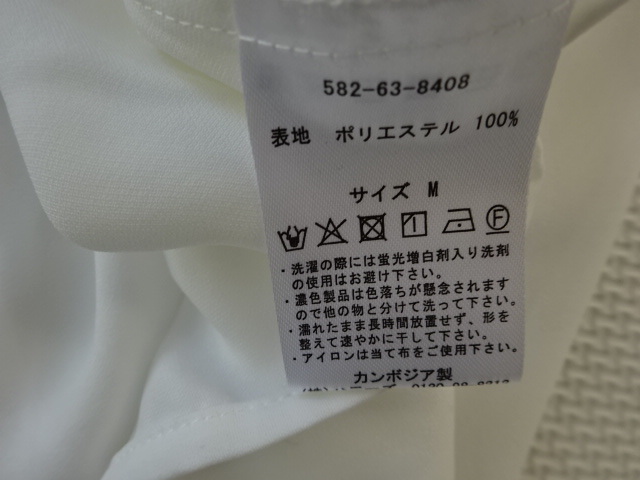 582-63-8408
表地 ポリエステル 100%
サイズ M
F
・洗濯の際には蛍光増白剤入り洗剤
の使用はお避け下さい。
・濃色製品は色落ちが懸念されます
ので他の物と分けて洗って下さい。
・濡れたまま長時間放置せず、形を
整えて速やかに干して下さい。
・アイロンは当て布をご使用下さい。
カンボジア製